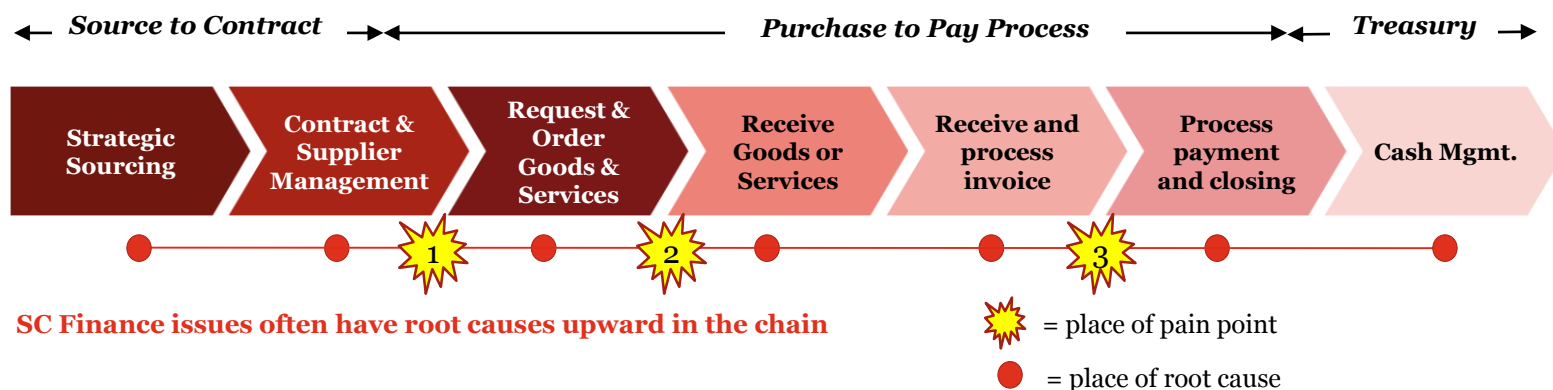 Source to Contract
Purchase to Pay Process
Treasury
Strategic
Sourcing
Contract &
Supplier
Management
Request &
Order
Goods &
Services
Receive
Goods or
Services
Receive and
process
invoice
Process
payment
and closing
Cash Mgmt.
1
2
3
SC Finance issues often have root causes upward in the chain
= place of pain point
= place of root cause